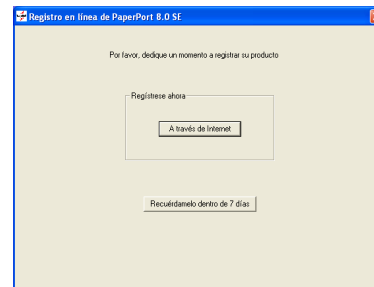 Registro en línea de PaperPort 8.0 SE
Por favor, dedique un momento a registrar su producto
Regístrese ahora
A través de Internet
Recuérdamelo dentro de 7 días